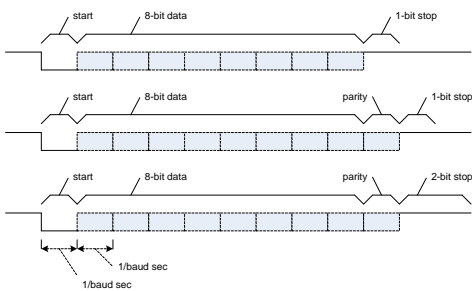 start 8-bit data 1-bit stop
start 8-bit data parity 1-bit stop
start 8-bit data parity 2-bit stop
1/baud sec
1/baud sec